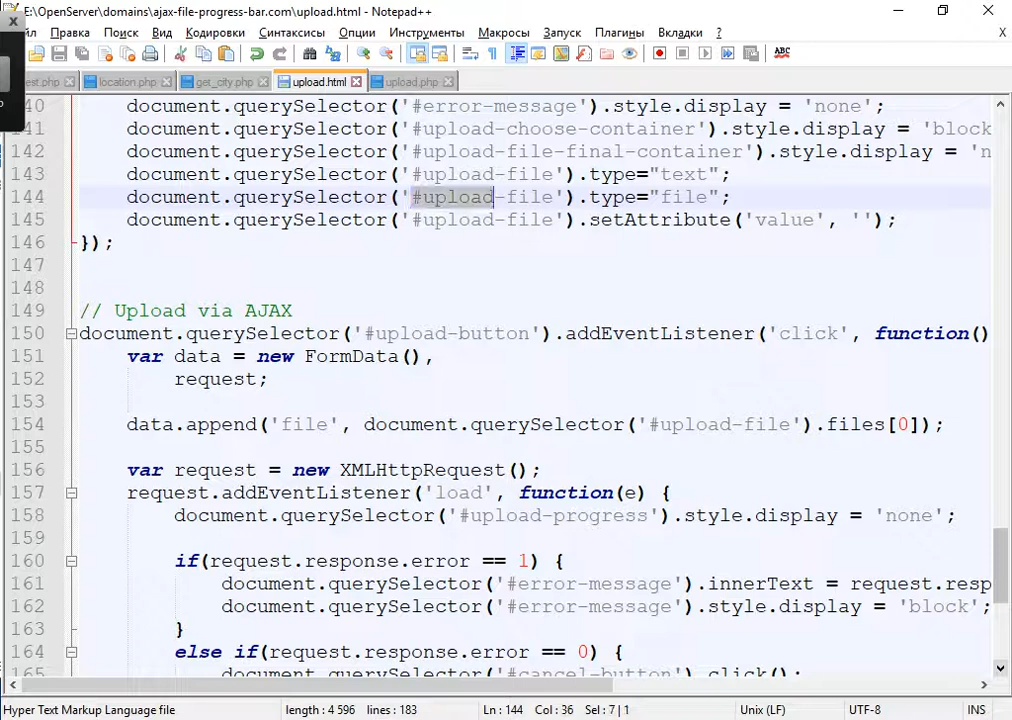 E:\OpenServer\domains\ajax-file-progress-bar.com\upload.html - Notepad++
Правка Поиск Вид Кодировки Синтаксисы Опции Инструменты Макросы Запуск Плагины Вкладки ? X
location.php get_city.php upload.html upload.php
140 document.querySelector('#error-message').style.display = 'none';
141 document.querySelector('#upload-choose-container').style.display = 'block
142 document.querySelector('#upload-file-final-container').style.display = 'n
143 document.querySelector('#upload-file').type="text";
144 document.querySelector('#upload-file').type="file";
145 document.querySelector('#upload-file').setAttribute('value', '');
146 });
147
148
149 // Upload via AJAX
150 document.querySelector('#upload-button').addEventListener('click', function()
151 var data = new FormData(),
152 request;
153
154 data.append('file', document.querySelector('#upload-file').files[0]);
155
156 var request = new XMLHttpRequest();
157 request.addEventListener('load', function(e) {
158 document.querySelector('#upload-progress').style.display = 'none';
159
160 if(request.response.error == 1) {
161 document.querySelector('#error-message').innerText = request.resp
162 document.querySelector('#error-message').style.display = 'block';
163 }
164 else if(request.response.error == 0) {
165 document.querySelector('#cancel-button').click();
Hyper Text Markup Language file length : 4 596 lines : 183 Ln : 144 Col : 36 Sel : 7 | 1 Unix (LF) UTF-8 INS